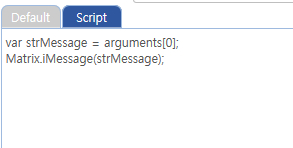 Default Script
var strMessage = arguments[0];
Matrix.iMessage(strMessage);